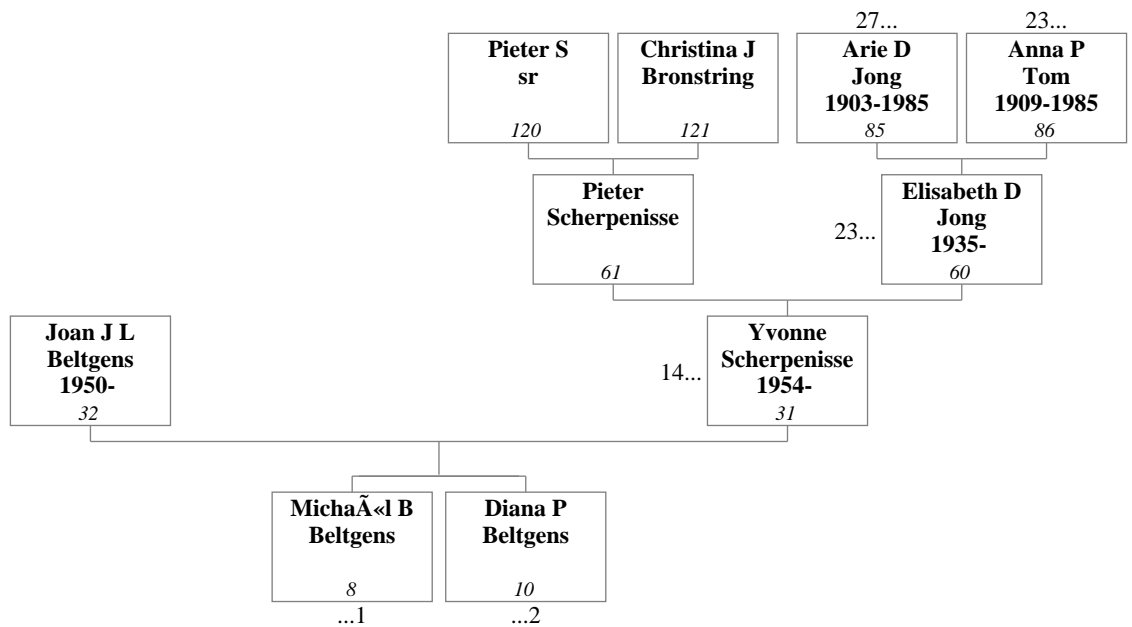 27...
23...
Pieter S
sr
120
Christina J
Bronstring
121
Arie D
Jong
1903-1985
85
Anna P
Tom
1909-1985
86
Pieter
Scherpenisse
61
23...
Elisabeth D
Jong
1935-
60
Joan J L
Beltgens
1950-
32
14...
Yvonne
Scherpenisse
1954-
31
MichaÃ«l B
Beltgens
8
...1
Diana P
Beltgens
10
...2